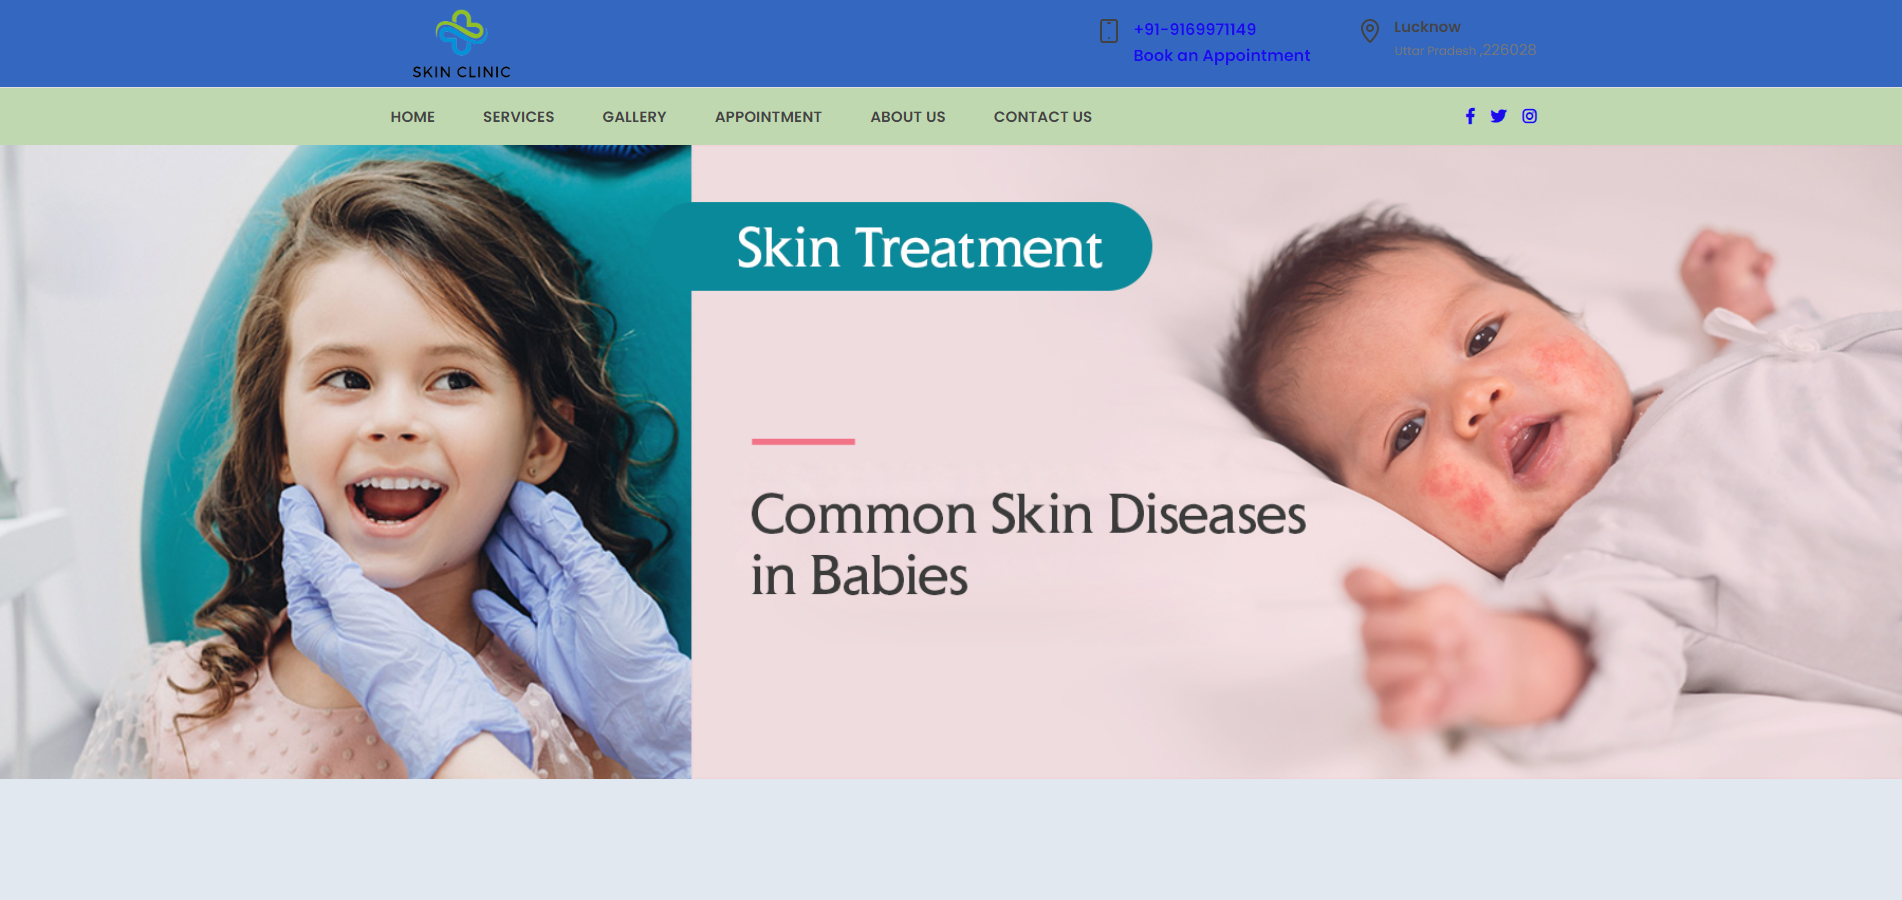 SKIN CLINIC
+91-9169971149
Book an Appointment
Lucknow
Uttar Pradesh ,226028
HOME SERVICES GALLERY APPOINTMENT ABOUT US CONTACT US
Skin Treatment
Common Skin Diseases
in Babies